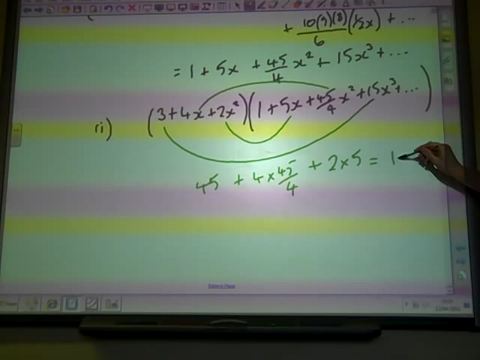 + 10(9)(8)/6 (1/2x) + ...
= 1 + 5x + 45/4 x² + 15x³ + ...
ii) (3 + 4x + 2x²)(1 + 5x + 45/4 x² + 15x³ + ...)
45 + 4 × 45/4 + 2 × 5 = 1